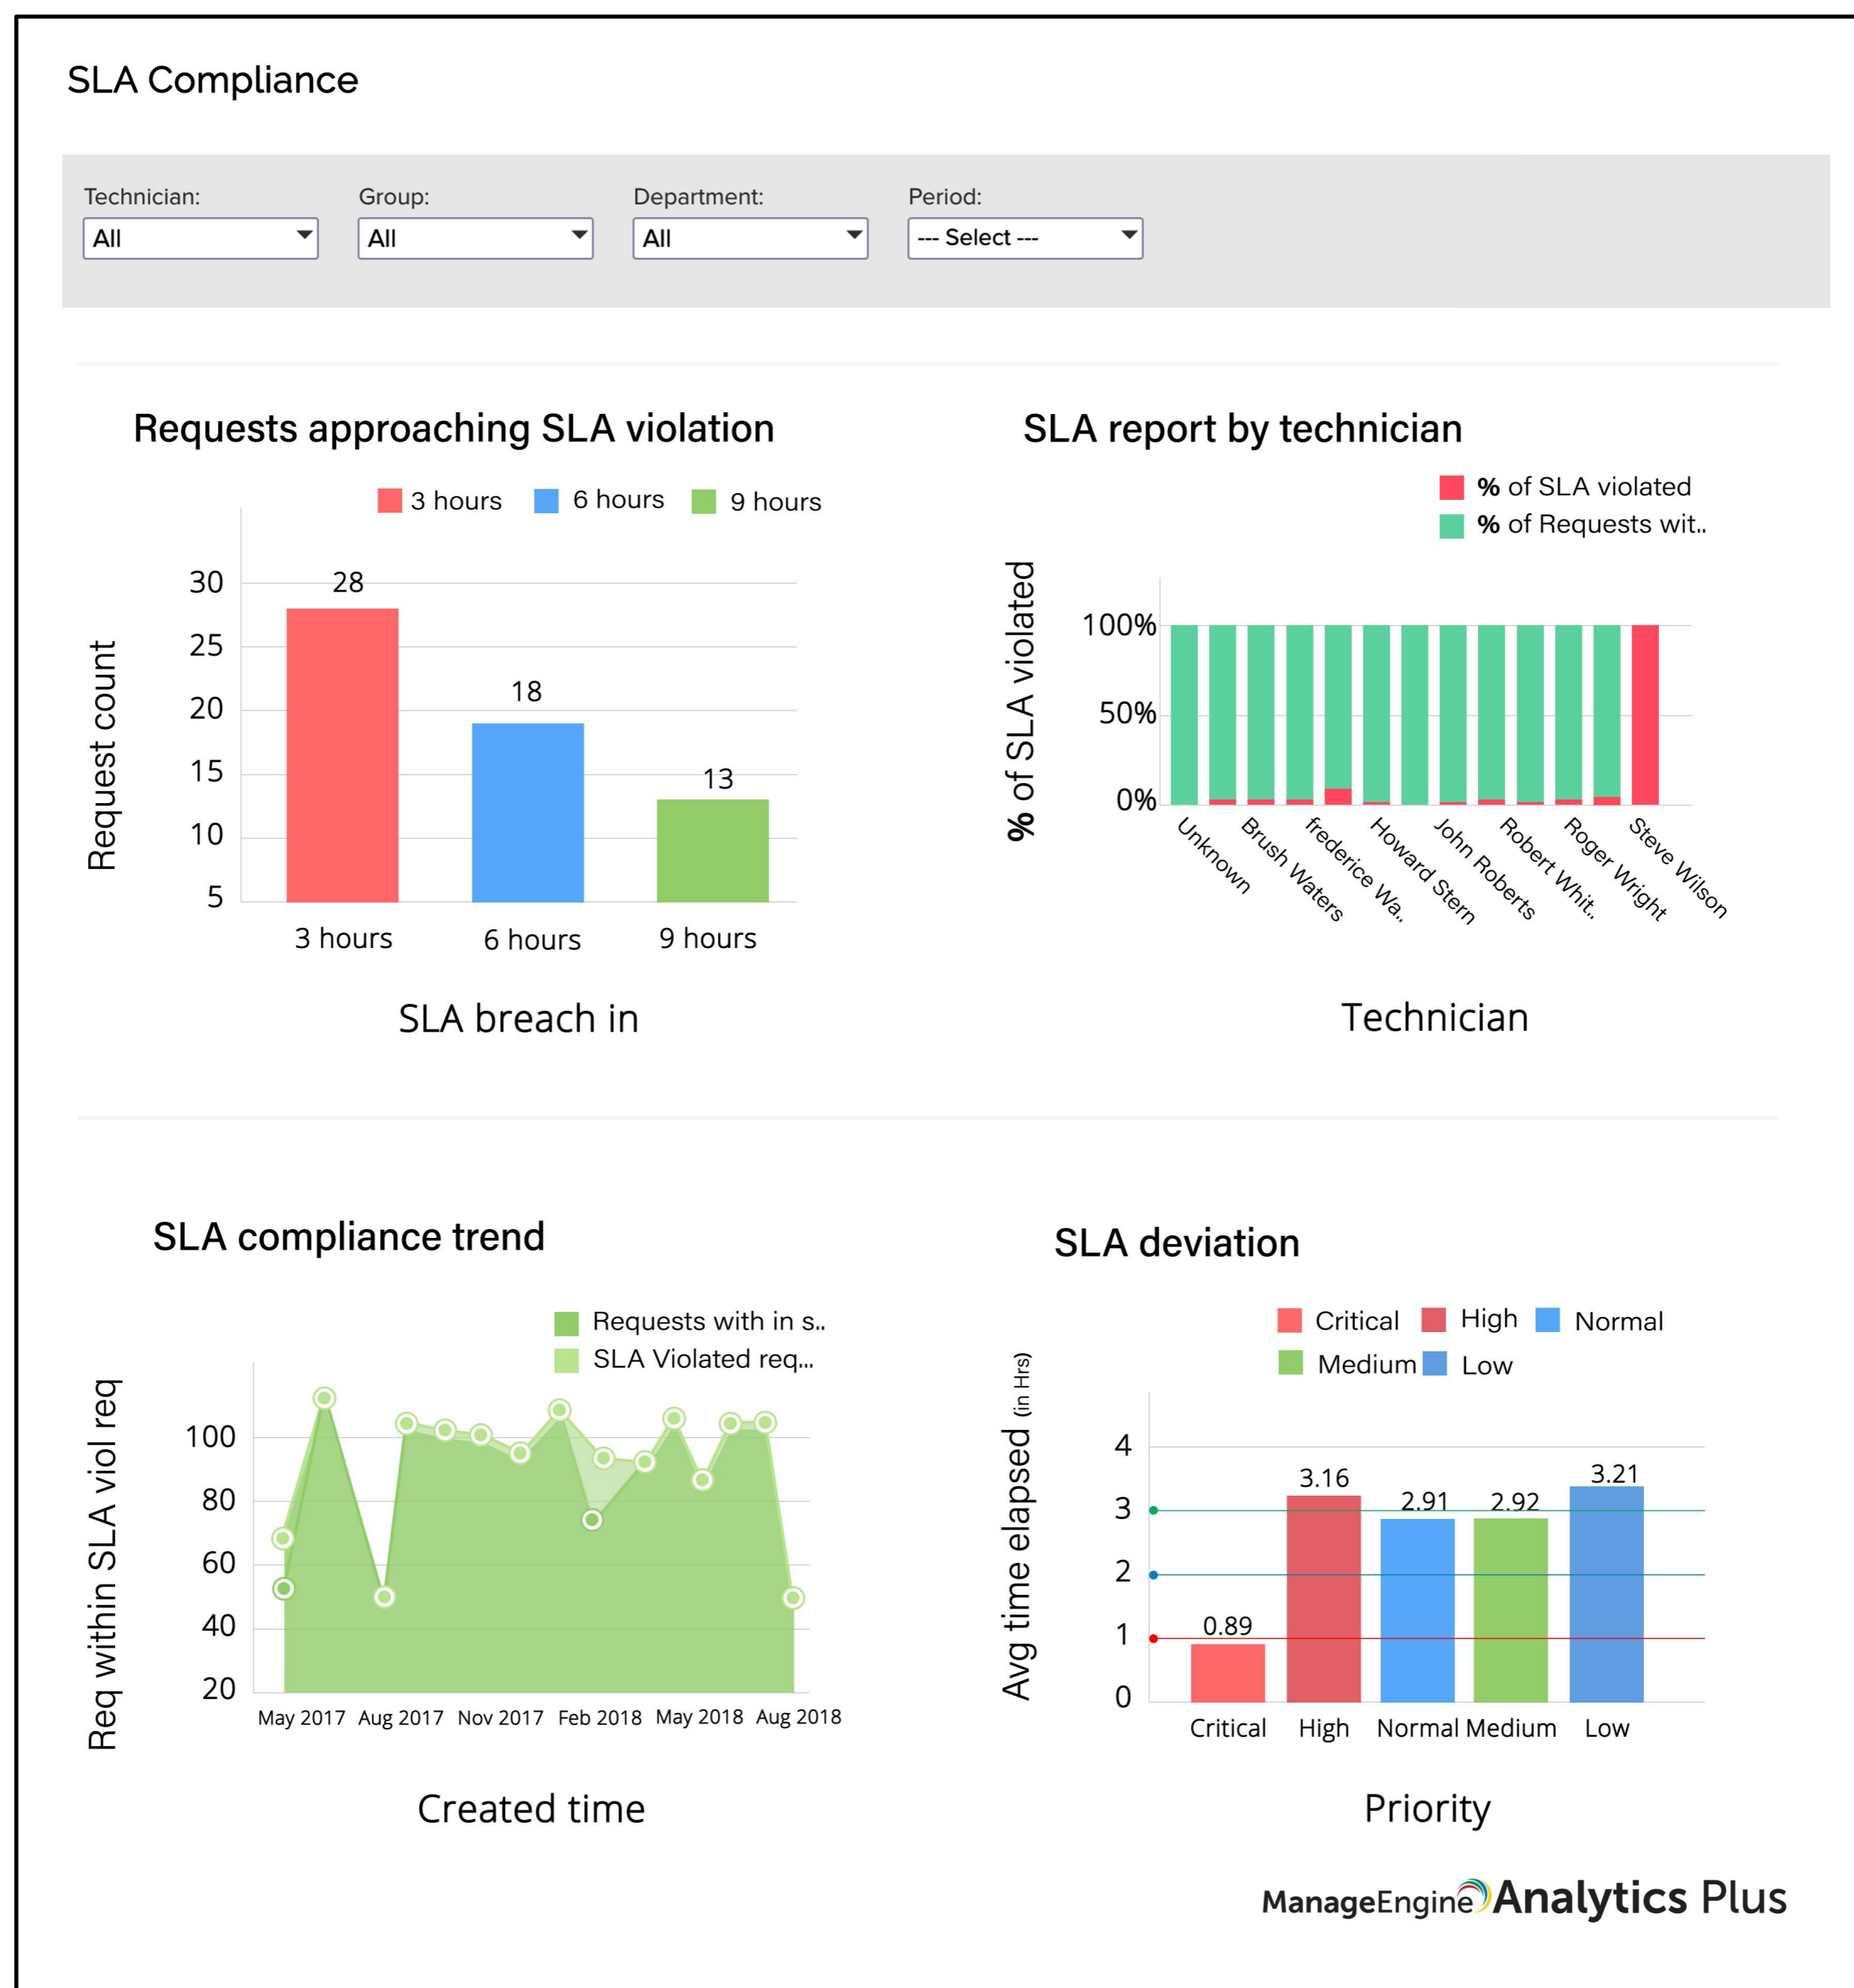 SLA Compliance
Technician: Group: Department: Period:
All All All --- Select ---
Requests approaching SLA violation
3 hours 6 hours 9 hours
Request count
30
25
20
15
10
5
28
18
13
3 hours 6 hours 9 hours
SLA breach in
SLA report by technician
% of SLA violated
% of Requests wit..
% of SLA violated
100%
50%
0%
Unknown
Brush Waters
frederice Wa..
Howard Stern
John Roberts
Robert Whit..
Roger Wright
Steve Wilson
Technician
SLA compliance trend
Requests with in s..
SLA Violated req...
Req within SLA viol req
100
80
60
40
20
May 2017 Aug 2017 Nov 2017 Feb 2018 May 2018 Aug 2018
Created time
SLA deviation
Critical High Normal
Medium Low
Avg time elapsed (in Hrs)
4
3
2
1
0
0.89
3.16
2.91
2.92
3.21
Critical High Normal Medium Low
Priority
ManageEngine Analytics Plus